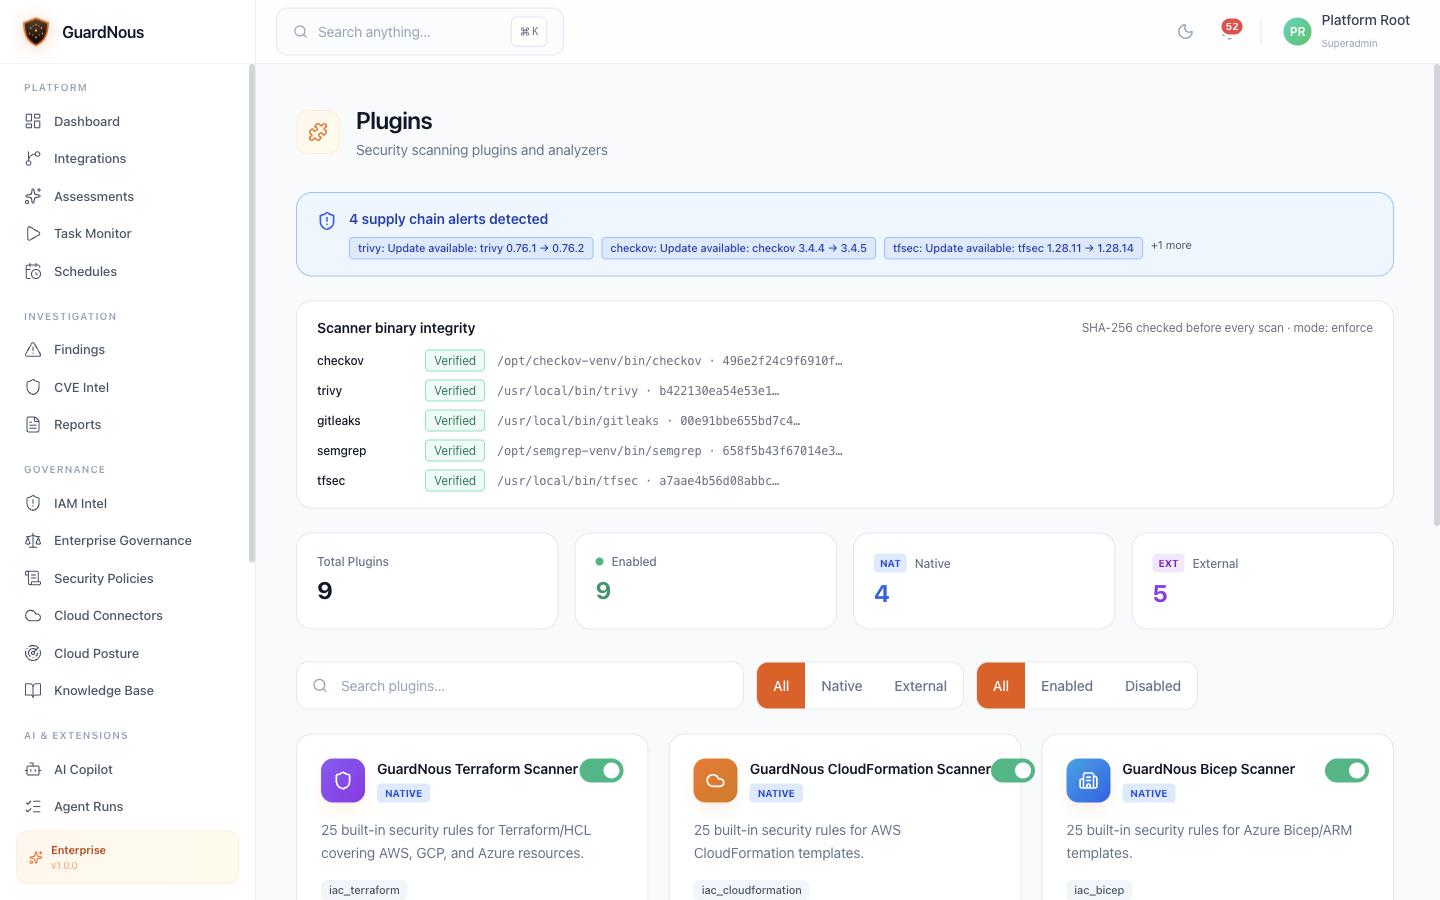 GuardNous
Search anything...
⌘ K
52
PR
Platform Root
Superadmin
PLATFORM
Dashboard
Integrations
Assessments
Task Monitor
Schedules
INVESTIGATION
Findings
CVE Intel
Reports
GOVERNANCE
IAM Intel
Enterprise Governance
Security Policies
Cloud Connectors
Cloud Posture
Knowledge Base
AI & EXTENSIONS
AI Copilot
Agent Runs
Enterprise
v1.0.0
Plugins
Security scanning plugins and analyzers
4 supply chain alerts detected
trivy: Update available: trivy 0.76.1 → 0.76.2
checkov: Update available: checkov 3.4.4 → 3.4.5
tfsec: Update available: tfsec 1.28.11 → 1.28.14
+1 more
Scanner binary integrity
SHA-256 checked before every scan · mode: enforce
checkov Verified /opt/checkov-venv/bin/checkov · 496e2f24c9f6910f…
trivy Verified /usr/local/bin/trivy · b422130ea54e53e1…
gitleaks Verified /usr/local/bin/gitleaks · 00e91bbe655bd7c4…
semgrep Verified /opt/semgrep-venv/bin/semgrep · 658f5b43f67014e3…
tfsec Verified /usr/local/bin/tfsec · a7aae4b56d08abbc…
Total Plugins
9
Enabled
9
NAT Native
4
EXT External
5
Search plugins...
All Native External
All Enabled Disabled
GuardNous Terraform Scanner
NATIVE
25 built-in security rules for Terraform/HCL
covering AWS, GCP, and Azure resources.
iac_terraform
GuardNous CloudFormation Scanner
NATIVE
25 built-in security rules for AWS
CloudFormation templates.
iac_cloudformation
GuardNous Bicep Scanner
NATIVE
25 built-in security rules for Azure Bicep/ARM
templates.
iac_bicep